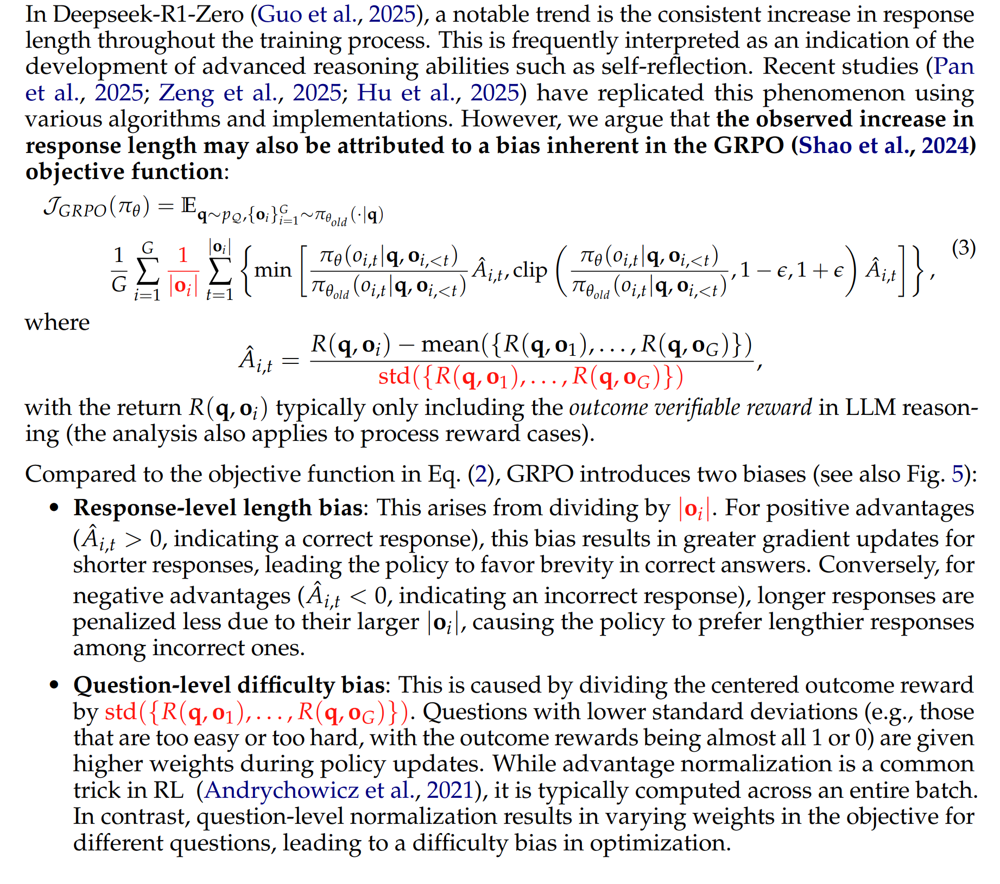 In Deepseek-R1-Zero (Guo et al., 2025), a notable trend is the consistent increase in response
length throughout the training process. This is frequently interpreted as an indication of the
development of advanced reasoning abilities such as self-reflection. Recent studies (Pan
et al., 2025; Zeng et al., 2025; Hu et al., 2025) have replicated this phenomenon using
various algorithms and implementations. However, we argue that the observed increase in
response length may also be attributed to a bias inherent in the GRPO (Shao et al., 2024)
objective function:
$\mathcal{J}_{GRPO}(\pi_\theta) = \mathbb{E}_{\mathbf{q}\sim p_{\mathcal{Q}}, \{\mathbf{o}_i\}_{i=1}^{G}\sim \pi_{\theta_{old}}(\cdot|\mathbf{q})}$
$\frac{1}{G}\sum_{i=1}^{G}\frac{1}{|\mathbf{o}_i|}\sum_{t=1}^{|\mathbf{o}_i|}\left\{\min\left[\frac{\pi_\theta(o_{i,t}|\mathbf{q},\mathbf{o}_{i,<t})}{\pi_{\theta_{old}}(o_{i,t}|\mathbf{q},\mathbf{o}_{i,<t})}\hat{A}_{i,t}, \text{clip}\left(\frac{\pi_\theta(o_{i,t}|\mathbf{q},\mathbf{o}_{i,<t})}{\pi_{\theta_{old}}(o_{i,t}|\mathbf{q},\mathbf{o}_{i,<t})}, 1-\epsilon, 1+\epsilon\right)\hat{A}_{i,t}\right]\right\},$ (3)
where
$\hat{A}_{i,t} = \frac{R(\mathbf{q},\mathbf{o}_i) - \text{mean}(\{R(\mathbf{q},\mathbf{o}_1),\ldots,R(\mathbf{q},\mathbf{o}_G)\})}{\text{std}(\{R(\mathbf{q},\mathbf{o}_1),\ldots,R(\mathbf{q},\mathbf{o}_G)\})},$
with the return $R(\mathbf{q},\mathbf{o}_i)$ typically only including the outcome verifiable reward in LLM reason-
ing (the analysis also applies to process reward cases).
Compared to the objective function in Eq. (2), GRPO introduces two biases (see also Fig. 5):
• Response-level length bias: This arises from dividing by $|\mathbf{o}_i|$. For positive advantages
($\hat{A}_{i,t} > 0$, indicating a correct response), this bias results in greater gradient updates for
shorter responses, leading the policy to favor brevity in correct answers. Conversely, for
negative advantages ($\hat{A}_{i,t} < 0$, indicating an incorrect response), longer responses are
penalized less due to their larger $|\mathbf{o}_i|$, causing the policy to prefer lengthier responses
among incorrect ones.
• Question-level difficulty bias: This is caused by dividing the centered outcome reward
by $\text{std}(\{R(\mathbf{q},\mathbf{o}_1),\ldots,R(\mathbf{q},\mathbf{o}_G)\})$. Questions with lower standard deviations (e.g., those
that are too easy or too hard, with the outcome rewards being almost all 1 or 0) are given
higher weights during policy updates. While advantage normalization is a common
trick in RL (Andrychowicz et al., 2021), it is typically computed across an entire batch.
In contrast, question-level normalization results in varying weights in the objective for
different questions, leading to a difficulty bias in optimization.